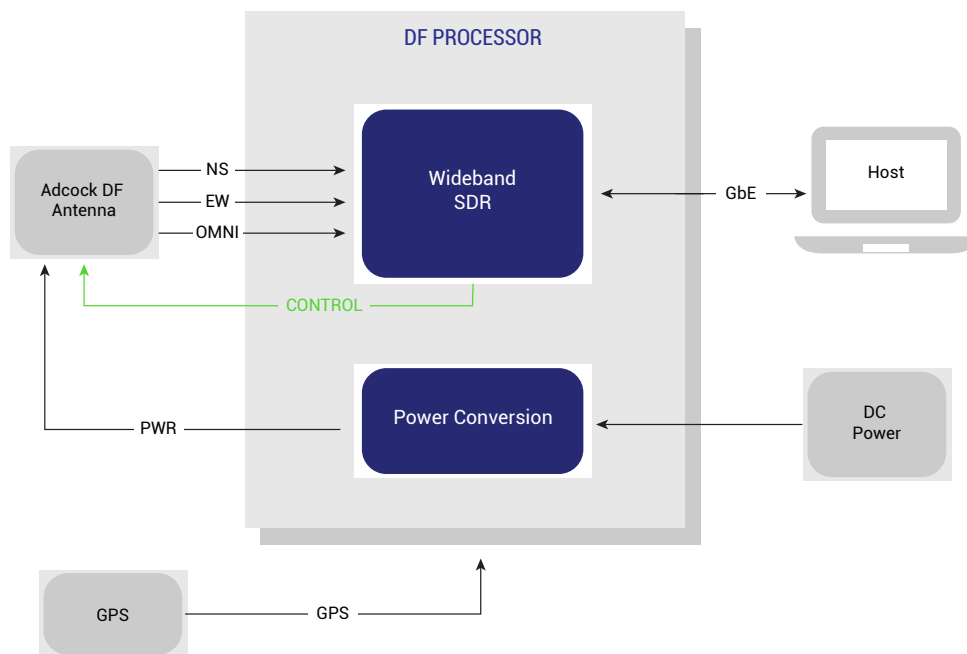 DF PROCESSOR
Adcock DF
Antenna
NS
EW
OMNI
Wideband
SDR
GbE
Host
CONTROL
PWR
Power Conversion
DC
Power
GPS
GPS